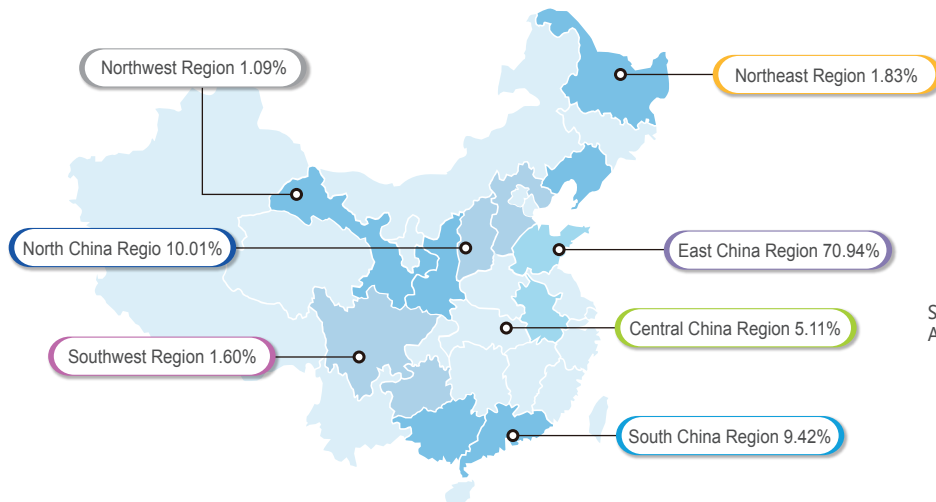 Northwest Region 1.09%
Northeast Region 1.83%
North China Regio 10.01%
East China Region 70.94%
Central China Region 5.11%
Southwest Region 1.60%
South China Region 9.42%
S
A